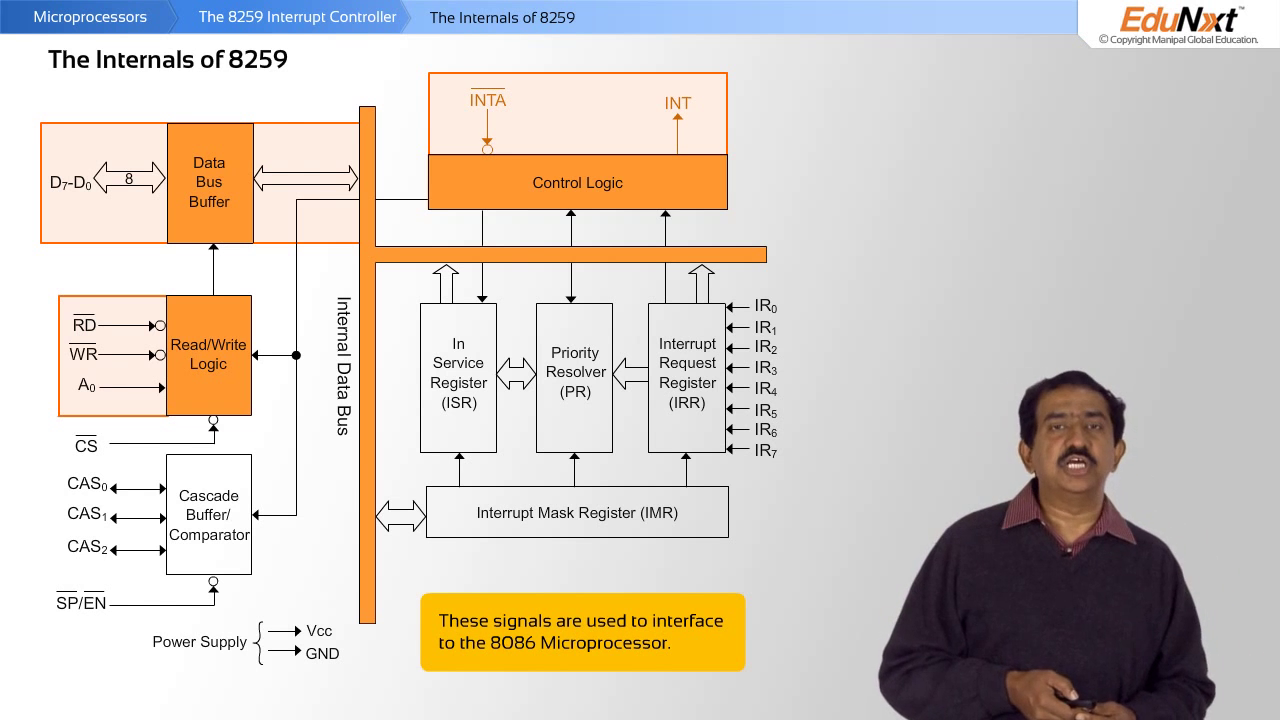 Microprocessors
The 8259 Interrupt Controller
The Internals of 8259
EduNxt™
© Copyright Manipal Global Education.
The Internals of 8259
INTA
INT
Control Logic
D7-D0
8
Data
Bus
Buffer
RD
WR
A0
Read/Write
Logic
CS
CAS0
CAS1
CAS2
Cascade
Buffer/
Comparator
SP/EN
Power Supply
Vcc
GND
Internal Data Bus
In
Service
Register
(ISR)
Priority
Resolver
(PR)
Interrupt
Request
Register
(IRR)
IR0
IR1
IR2
IR3
IR4
IR5
IR6
IR7
Interrupt Mask Register (IMR)
These signals are used to interface
to the 8086 Microprocessor.